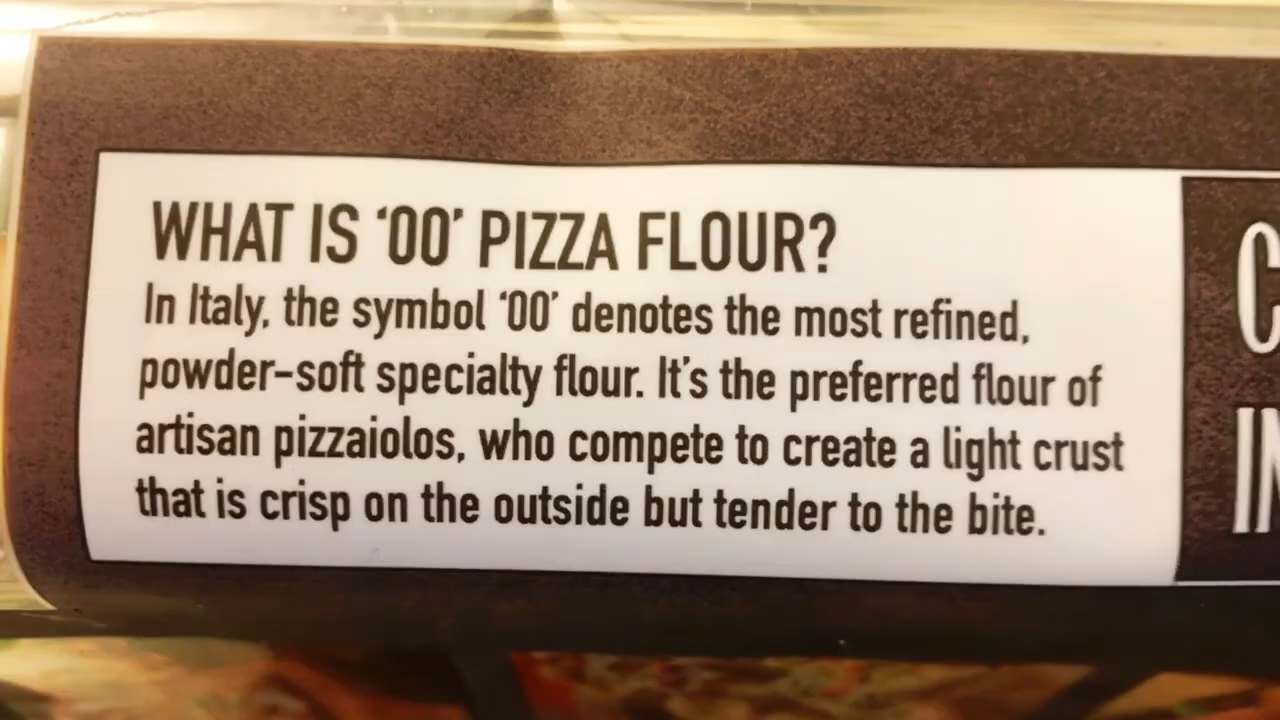 WHAT IS ‘00’ PIZZA FLOUR?
In Italy, the symbol ‘00’ denotes the most refined,
powder-soft specialty flour. It’s the preferred flour of
artisan pizzaiolos, who compete to create a light crust
that is crisp on the outside but tender to the bite.